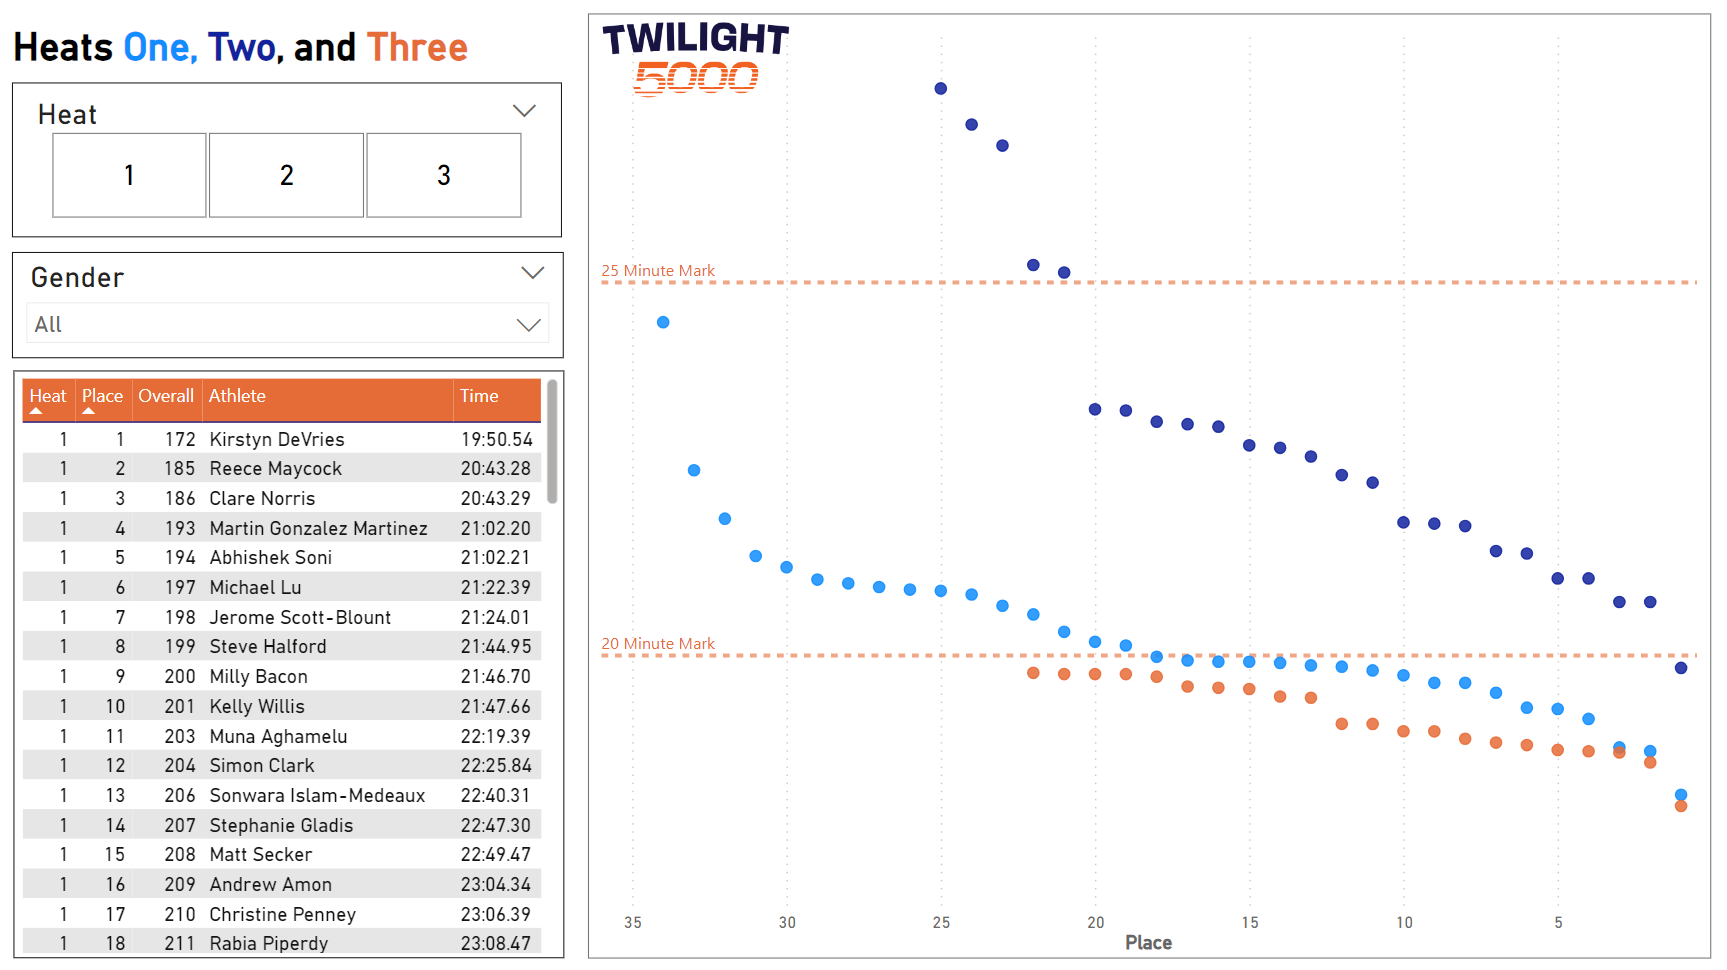 Heats One, Two, and Three
Heat
1 2 3
Gender
All
Heat Place Overall Athlete Time
1 1 172 Kirstyn DeVries 19:50.54
1 2 185 Reece Maycock 20:43.28
1 3 186 Clare Norris 20:43.29
1 4 193 Martin Gonzalez Martinez 21:02.20
1 5 194 Abhishek Soni 21:02.21
1 6 197 Michael Lu 21:22.39
1 7 198 Jerome Scott-Blount 21:24.01
1 8 199 Steve Halford 21:44.95
1 9 200 Milly Bacon 21:46.70
1 10 201 Kelly Willis 21:47.66
1 11 203 Muna Aghamelu 22:19.39
1 12 204 Simon Clark 22:25.84
1 13 206 Sonwara Islam-Medeaux 22:40.31
1 14 207 Stephanie Gladis 22:47.30
1 15 208 Matt Secker 22:49.47
1 16 209 Andrew Amon 23:04.34
1 17 210 Christine Penney 23:06.39
1 18 211 Rabia Piperdy 23:08.47
TWILIGHT
5000
25 Minute Mark
20 Minute Mark
35 30 25 20 15 10 5
Place